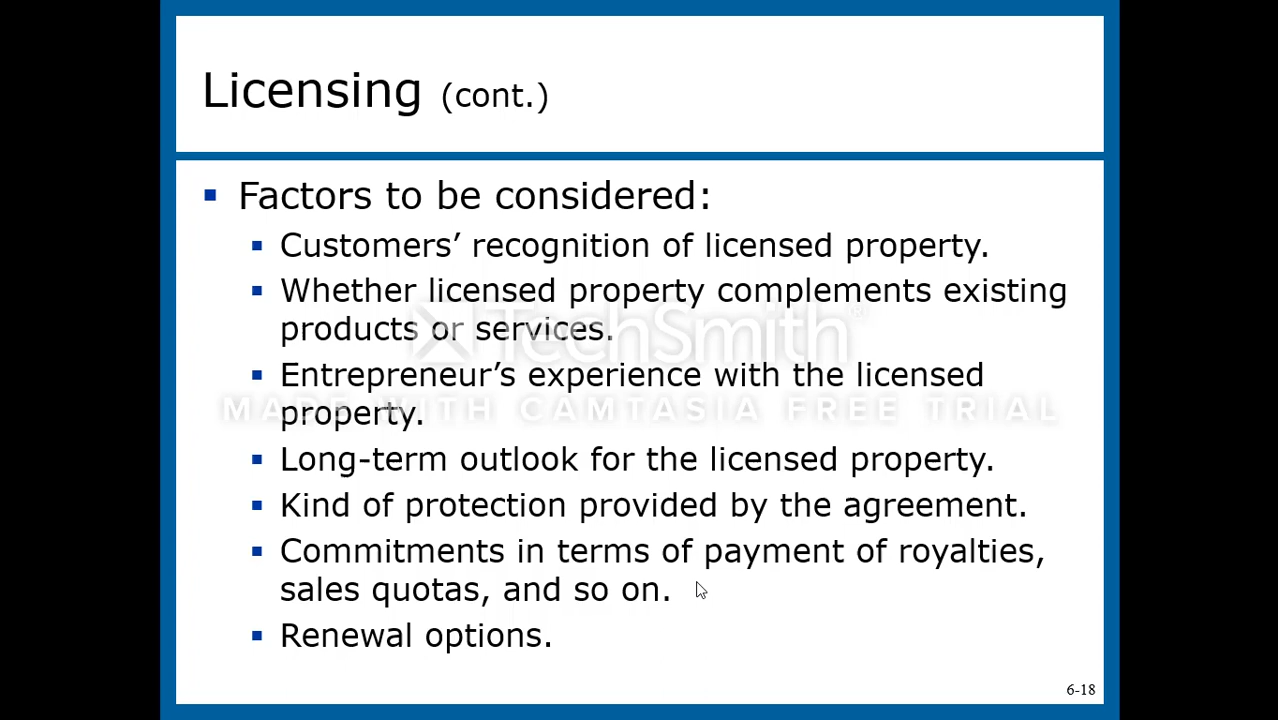 Licensing (cont.)
Factors to be considered:
Customers’ recognition of licensed property.
Whether licensed property complements existing
products or services.
TechSmith®
Entrepreneur’s experience with the licensed
property.
MADE WITH CAMTASIA FREE TRIAL
Long-term outlook for the licensed property.
Kind of protection provided by the agreement.
Commitments in terms of payment of royalties,
sales quotas, and so on.
Renewal options.
6-18